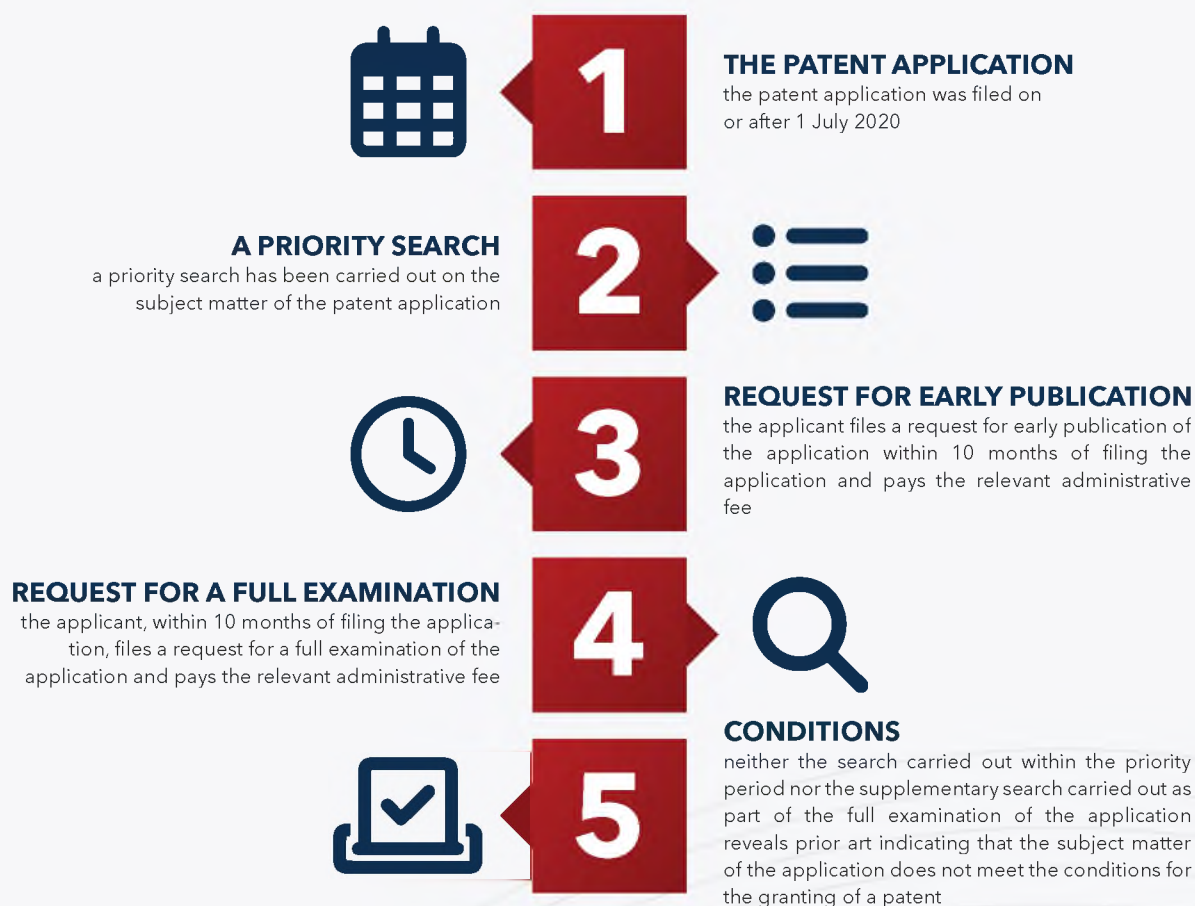 1
THE PATENT APPLICATION
the patent application was filed on
or after 1 July 2020
2
A PRIORITY SEARCH
a priority search has been carried out on the
subject matter of the patent application
3
REQUEST FOR EARLY PUBLICATION
the applicant files a request for early publication of
the application within 10 months of filing the
application and pays the relevant administrative
fee
4
REQUEST FOR A FULL EXAMINATION
the applicant, within 10 months of filing the applica-
tion, files a request for a full examination of the
application and pays the relevant administrative fee
5
CONDITIONS
neither the search carried out within the priority
period nor the supplementary search carried out as
part of the full examination of the application
reveals prior art indicating that the subject matter
of the application does not meet the conditions for
the granting of a patent